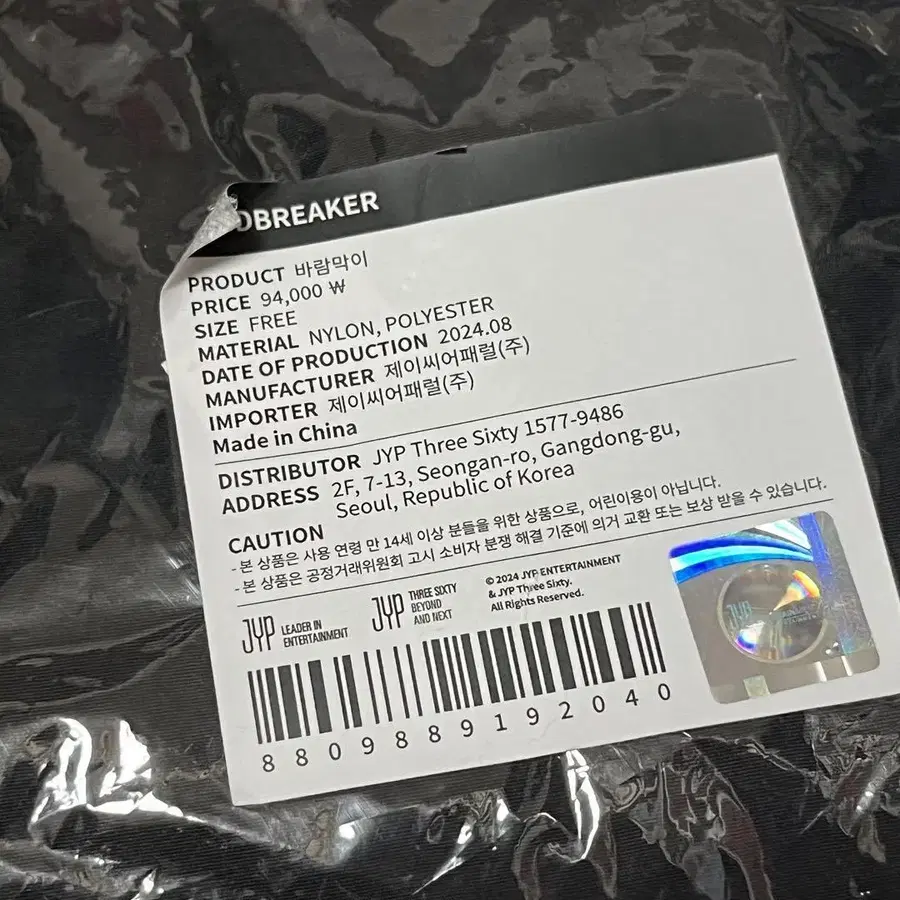 DBREAKER
PRODUCT 바람막이
PRICE 94,000 ₩
SIZE FREE
MATERIAL NYLON, POLYESTER
DATE OF PRODUCTION 2024.08
MANUFACTURER 제이씨어패럴(주)
IMPORTER 제이씨어패럴(주)
Made in China
DISTRIBUTOR JYP Three Sixty 1577-9486
ADDRESS 2F, 7-13, Seongan-ro, Gangdong-gu,
Seoul, Republic of Korea
CAUTION
- 본 상품은 사용 연령 만 14세 이상 분들을 위한 상품으로, 어린이용이 아닙니다.
- 본 상품은 공정거래위원회 고시 소비자 분쟁 해결 기준에 의거 교환 또는 보상 받을 수 있습니다.
JYP LEADER IN
ENTERTAINMENT
JYP THREE SIXTY
BEYOND
AND NEXT
© 2024 JYP ENTERTAINMENT
& JYP Three Sixty.
All Rights Reserved.
JYP
8809889192040